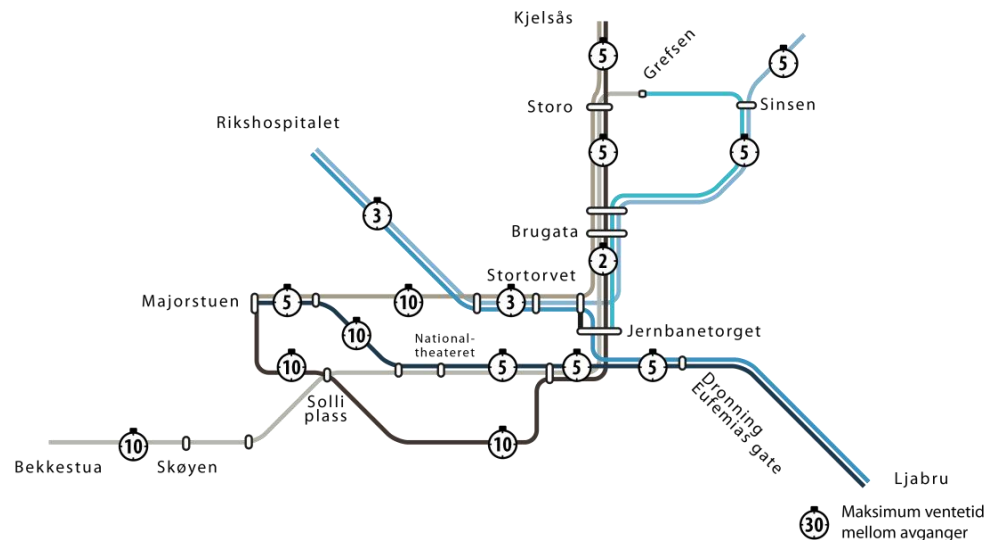 Kjelsås
5
Grefsen
5
Storo
Sinsen
Rikshospitalet
5
5
3
Brugata
2
Stortorvet
Majorstuen
5
10
3
Jernbanetorget
10
National-
theateret
10
5
5
5
Solli
plass
Dronning
Eufemias gate
10
10
Bekkestua
Skøyen
Ljabru
30
Maksimum ventetid
mellom avganger